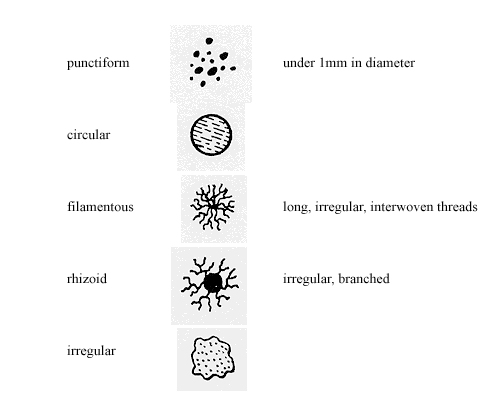 punctiform under 1mm in diameter
circular
filamentous long, irregular, interwoven threads
rhizoid irregular, branched
irregular